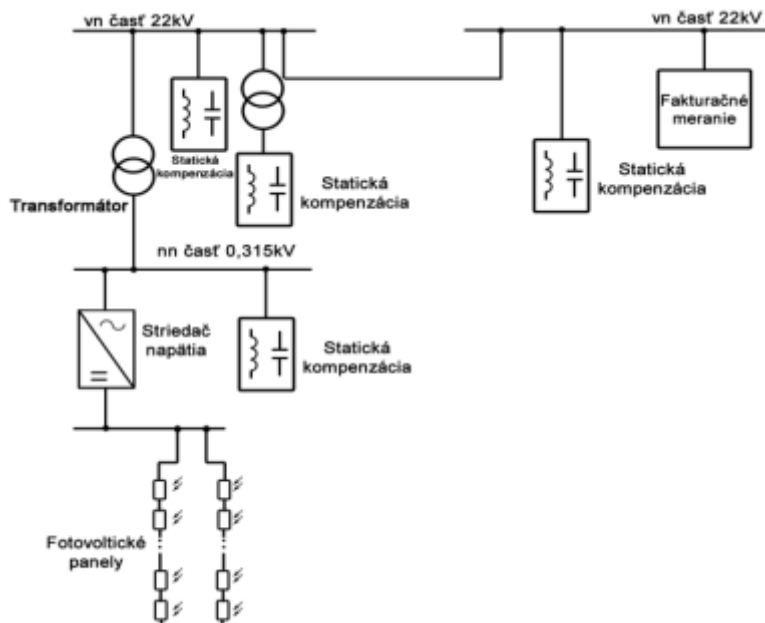 vn časť 22kV
vn časť 22kV
Fakturačné
meranie
Statická
kompenzácia
Statická
kompenzácia
Statická
kompenzácia
Transformátor
nn časť 0,315kV
Striedač
napätia
Statická
kompenzácia
Fotovoltické
panely